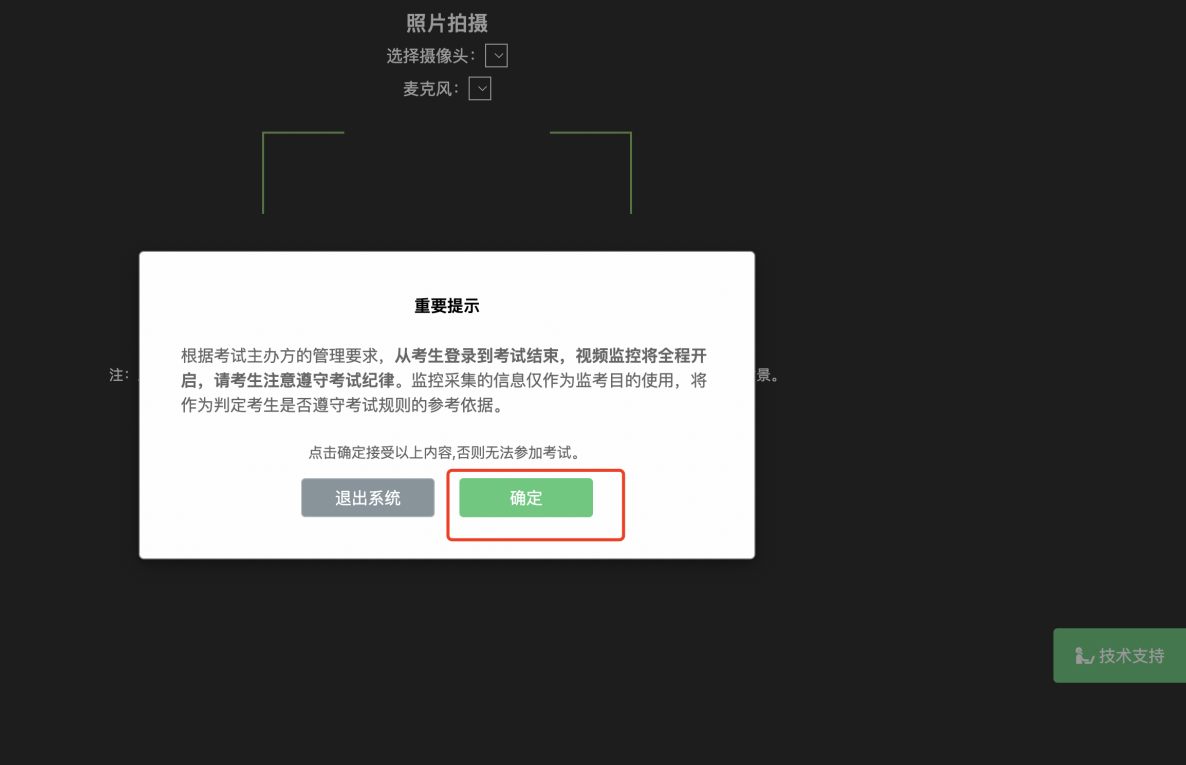 照片拍摄
选择摄像头：
麦克风：
重要提示
根据考试主办方的管理要求，从考生登录到考试结束，视频监控将全程开
启，请考生注意遵守考试纪律。监控采集的信息仅作为监考目的使用，将
作为判定考生是否遵守考试规则的参考依据。
注：
景。
点击确定接受以上内容,否则无法参加考试。
退出系统 确定
技术支持